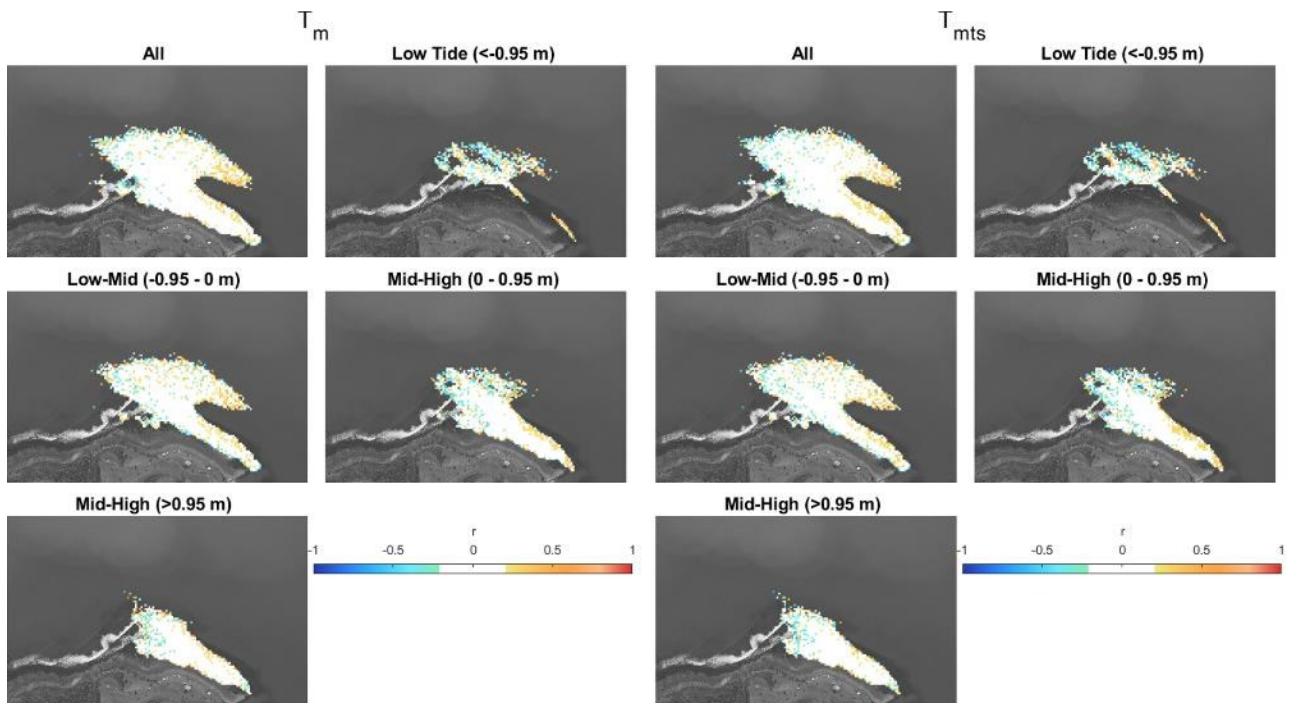 T_m T_mts
All Low Tide (<-0.95 m) All Low Tide (<-0.95 m)
Low-Mid (-0.95 - 0 m) Mid-High (0 - 0.95 m) Low-Mid (-0.95 - 0 m) Mid-High (0 - 0.95 m)
Mid-High (>0.95 m) Mid-High (>0.95 m)
r r
-1 -0.5 0 0.5 1 -1 -0.5 0 0.5 1